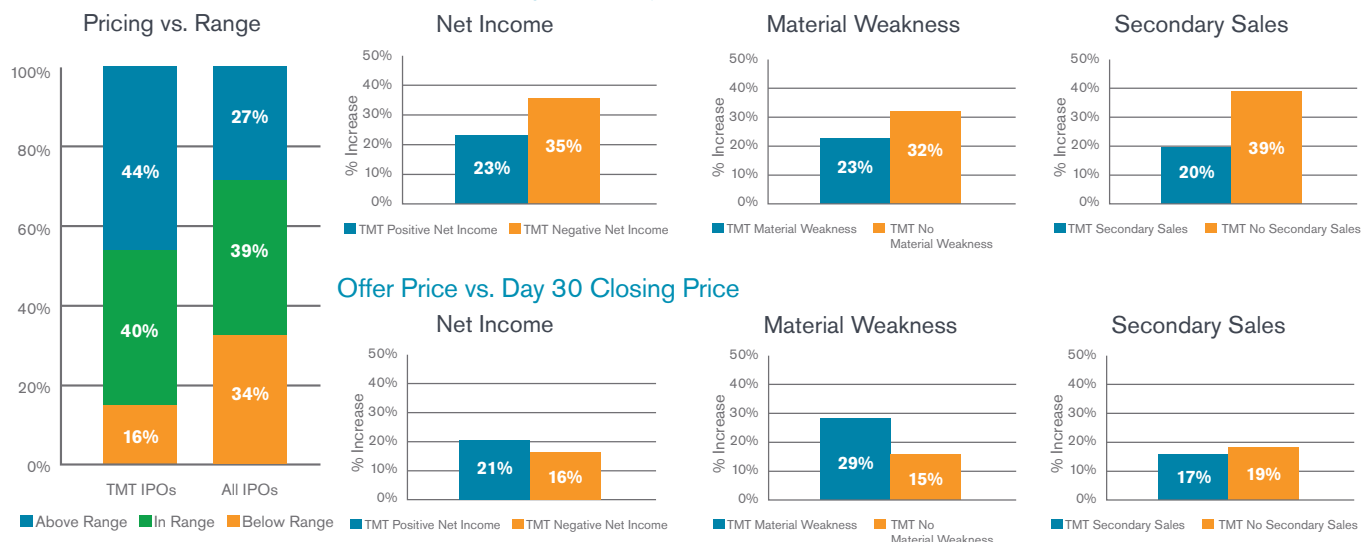 Pricing vs. Range
100%
80%
60%
40%
20%
0%
44%
40%
16%
27%
39%
34%
TMT IPOs
All IPOs
Above Range
In Range
Below Range
Net Income
% Increase
50%
40%
30%
20%
10%
0%
23%
35%
TMT Positive Net Income
TMT Negative Net Income
Material Weakness
% Increase
50%
40%
30%
20%
10%
0%
23%
32%
TMT Material Weakness
TMT No
Material Weakness
Secondary Sales
% Increase
50%
40%
30%
20%
10%
0%
20%
39%
TMT Secondary Sales
TMT No Secondary Sales
Offer Price vs. Day 30 Closing Price
Net Income
% Increase
50%
40%
30%
20%
10%
0%
21%
16%
TMT Positive Net Income
TMT Negative Net Income
Material Weakness
% Increase
50%
40%
30%
20%
10%
0%
29%
15%
TMT Material Weakness
TMT No
Material Weakness
Secondary Sales
% Increase
50%
40%
30%
20%
10%
0%
17%
19%
TMT Secondary Sales
TMT No Secondary Sales